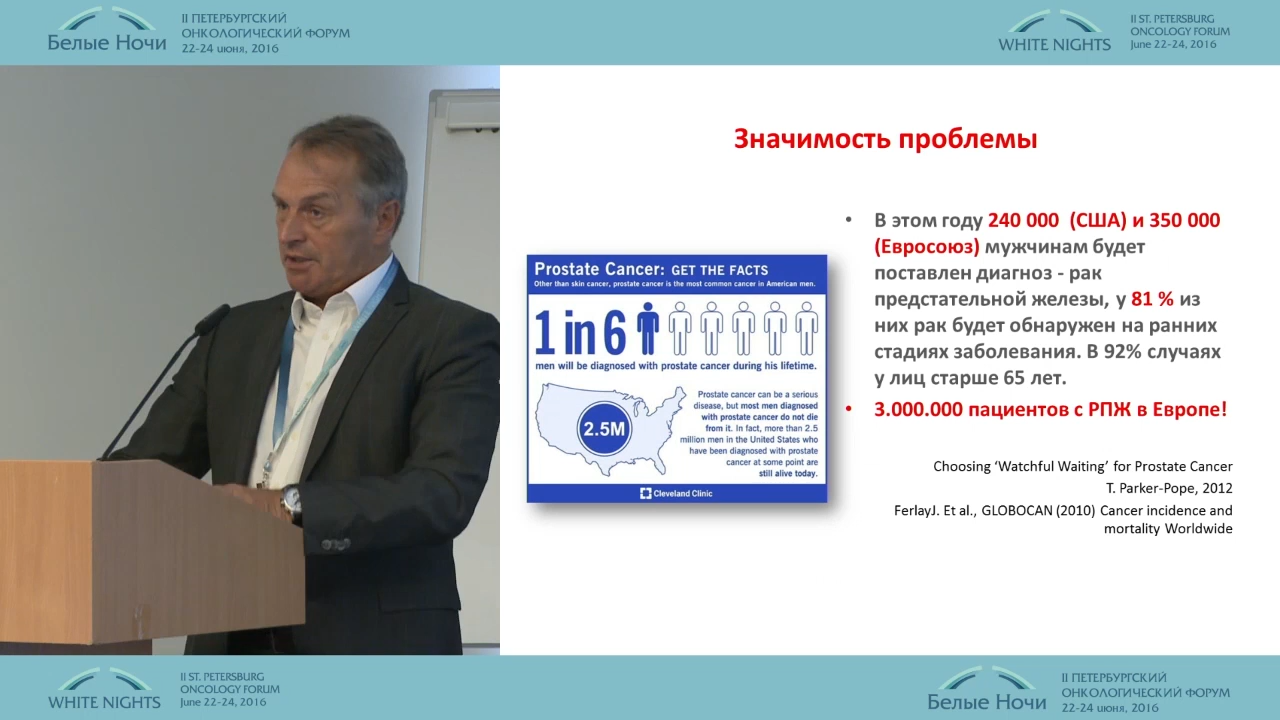 Белые Ночи
II ПЕТЕРБУРГСКИЙ
ОНКОЛОГИЧЕСКИЙ ФОРУМ
22-24 июня, 2016
WHITE NIGHTS
II ST. PETERSBURG
ONCOLOGY FORUM
June 22-24, 2016
Значимость проблемы
Prostate Cancer: GET THE FACTS
Other than skin cancer, prostate cancer is the most common cancer in American men.
1 in 6
men will be diagnosed with prostate cancer during his lifetime.
2.5M
Prostate cancer can be a serious
disease, but most men diagnosed
with prostate cancer do not die
from it. In fact, more than 2.5
million men in the United States who
have been diagnosed with prostate
cancer at some point are
still alive today.
Cleveland Clinic
• В этом году 240 000 (США) и 350 000
(Евросоюз) мужчинам будет
поставлен диагноз - рак
предстательной железы, у 81 % из
них рак будет обнаружен на ранних
стадиях заболевания. В 92% случаях
у лиц старше 65 лет.
• 3.000.000 пациентов с РПЖ в Европе!
Choosing ‘Watchful Waiting’ for Prostate Cancer
T. Parker-Pope, 2012
FerlayJ. Et al., GLOBOCAN (2010) Cancer incidence and
mortality Worldwide
WHITE NIGHTS
II ST. PETERSBURG
ONCOLOGY FORUM
June 22-24, 2016
Белые Ночи
II ПЕТЕРБУРГСКИЙ
ОНКОЛОГИЧЕСКИЙ ФОРУМ
22-24 июня, 2016